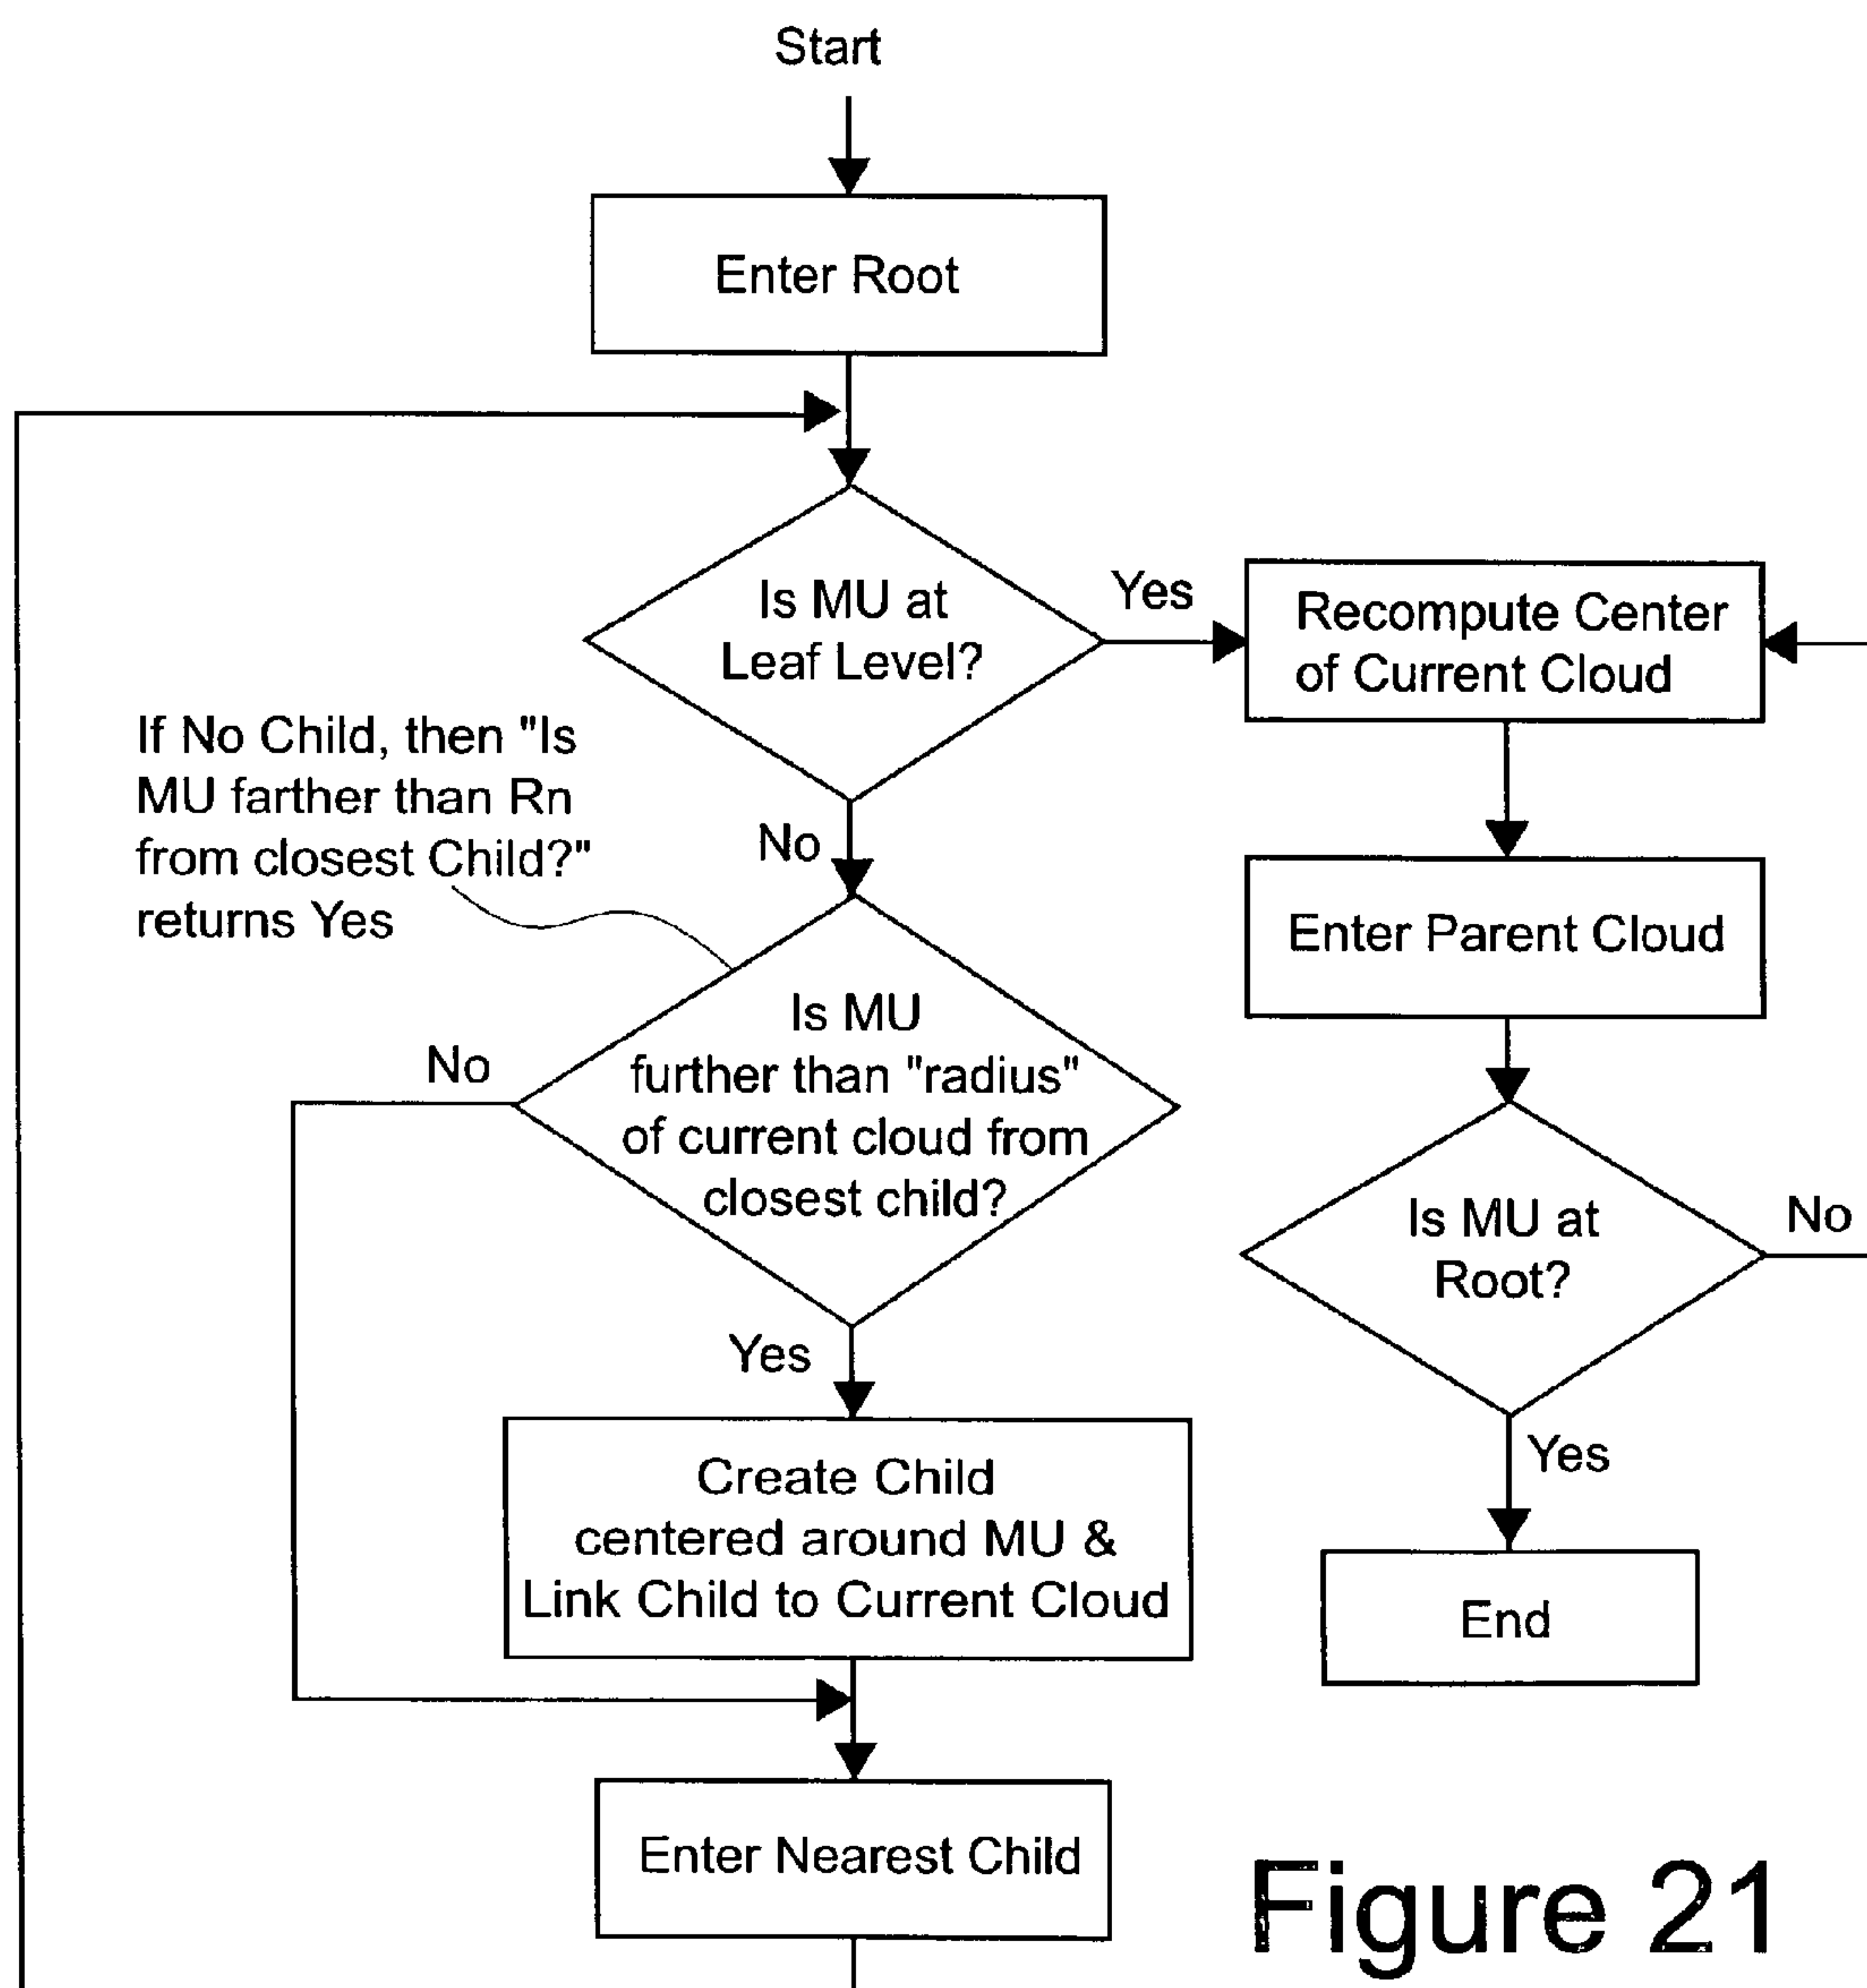 Start
Enter Root
Is MU at
Leaf Level?
Yes
Recompute Center
of Current Cloud
If No Child, then "Is
MU farther than Rn
from closest Child?"
returns Yes
No
Enter Parent Cloud
Is MU
further than "radius"
of current cloud from
closest child?
No
Is MU at
Root?
No
Yes
Yes
Create Child
centered around MU &
Link Child to Current Cloud
End
Enter Nearest Child
Figure 21